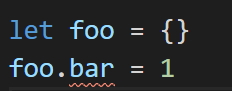 let foo = {}
foo.bar = 1